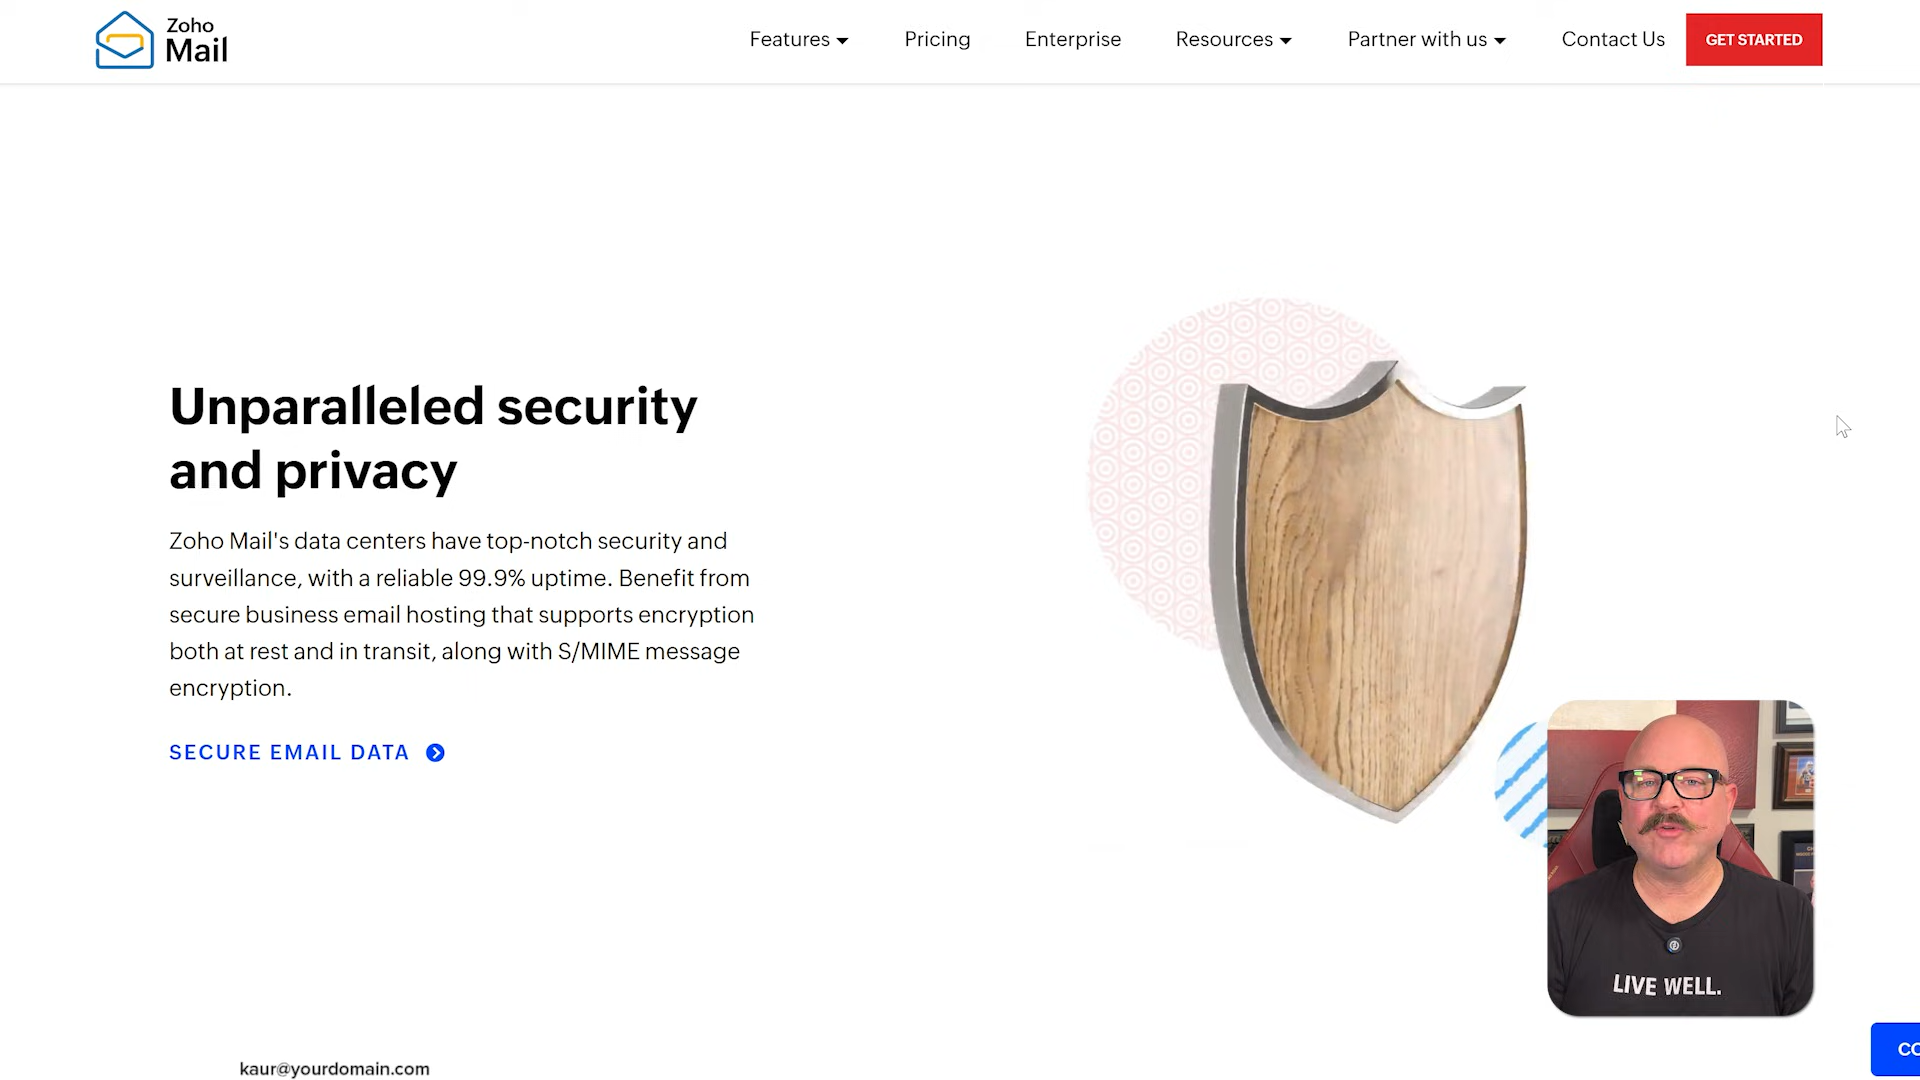 Zoho
Mail
Features
Pricing
Enterprise
Resources
Partner with us
Contact Us
GET STARTED
Unparalleled security
and privacy
Zoho Mail's data centers have top-notch security and
surveillance, with a reliable 99.9% uptime. Benefit from
secure business email hosting that supports encryption
both at rest and in transit, along with S/MIME message
encryption.
SECURE EMAIL DATA
LIVE WELL.
kaur@yourdomain.com